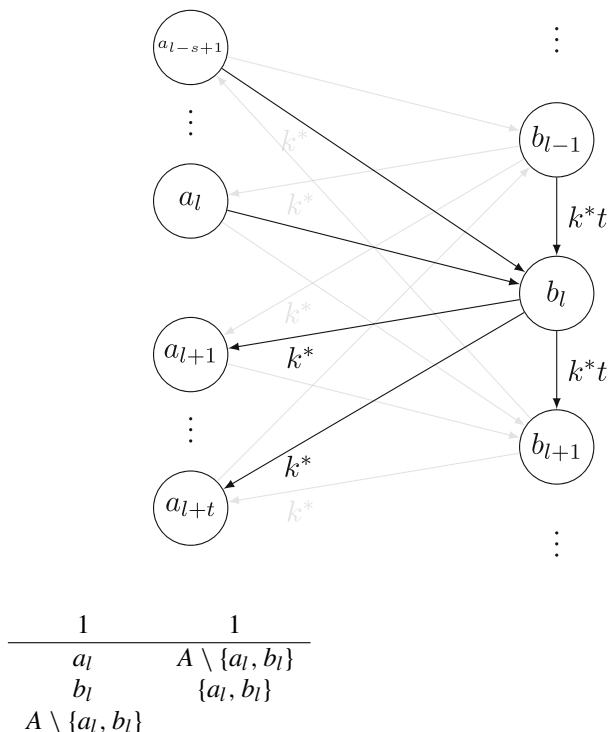 a_{l−s+1}
⋮
k*
b_{l−1}
⋮
a_l
k*
k*t
b_l
k*
a_{l+1}
k*
k*t
⋮
k*
b_{l+1}
a_{l+t}
k*
⋮
1 1
a_l A \ {a_l, b_l}
b_l {a_l, b_l}
A \ {a_l, b_l}